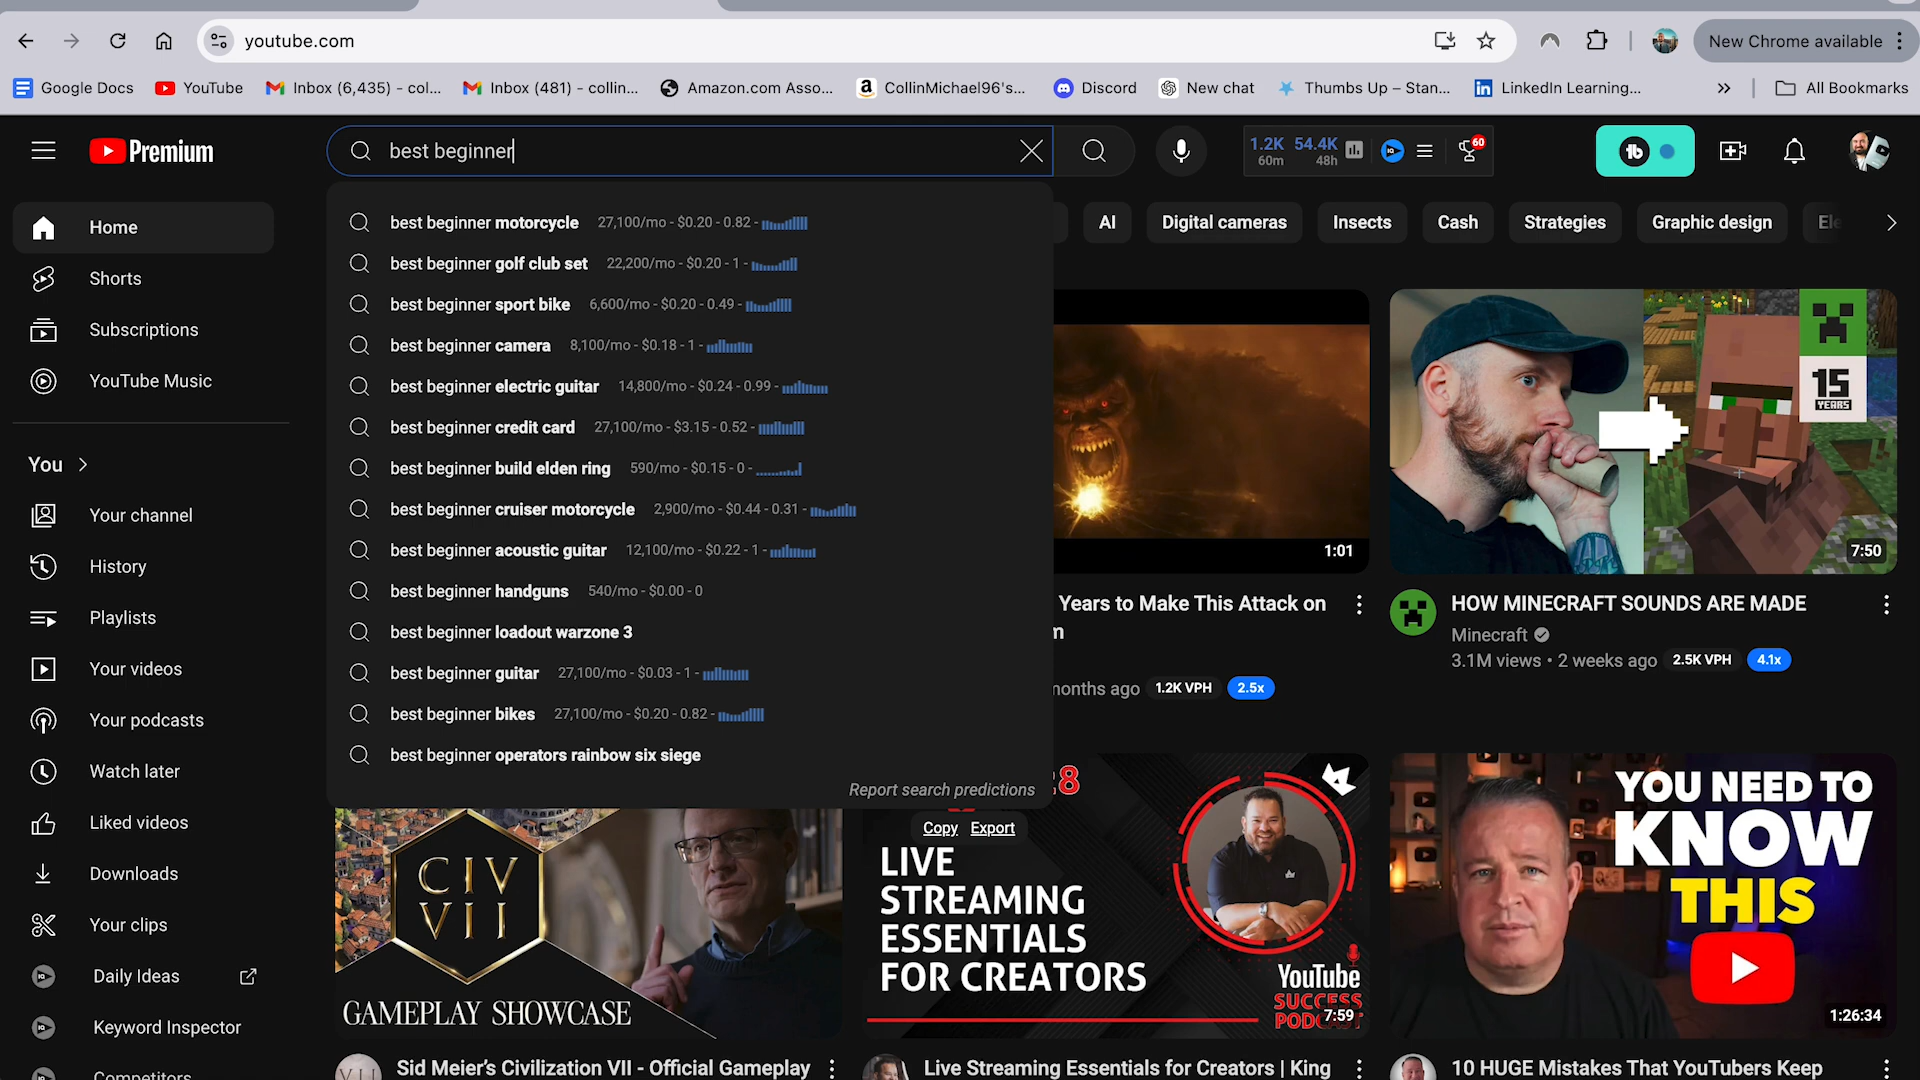 youtube.com
New Chrome available
Google Docs
YouTube
Inbox (6,435) - col...
Inbox (481) - collin...
Amazon.com Asso...
CollinMichael96's...
Discord
New chat
Thumbs Up – Stan...
LinkedIn Learning...
All Bookmarks
Premium
best beginner
1.2K 54.4K
60m 48h
60
Home
Shorts
Subscriptions
YouTube Music
You
Your channel
History
Playlists
Your videos
Your podcasts
Watch later
Liked videos
Downloads
Your clips
Daily Ideas
Keyword Inspector
Competitors
best beginner motorcycle 27,100/mo - $0.20 - 0.82 -
best beginner golf club set 22,200/mo - $0.20 - 1 -
best beginner sport bike 6,600/mo - $0.20 - 0.49 -
best beginner camera 8,100/mo - $0.18 - 1 -
best beginner electric guitar 14,800/mo - $0.24 - 0.99 -
best beginner credit card 27,100/mo - $3.15 - 0.52 -
best beginner build elden ring 590/mo - $0.15 - 0 -
best beginner cruiser motorcycle 2,900/mo - $0.44 - 0.31 -
best beginner acoustic guitar 12,100/mo - $0.22 - 1 -
best beginner handguns 540/mo - $0.00 - 0
best beginner loadout warzone 3
best beginner guitar 27,100/mo - $0.03 - 1 -
best beginner bikes 27,100/mo - $0.20 - 0.82 -
best beginner operators rainbow six siege
Report search predictions
Copy Export
AI
Digital cameras
Insects
Cash
Strategies
Graphic design
1:01
Years to Make This Attack on
months ago 1.2K VPH 2.5x
15
YEARS
7:50
HOW MINECRAFT SOUNDS ARE MADE
Minecraft
3.1M views • 2 weeks ago 2.5K VPH 4.1x
CIV
VII
GAMEPLAY SHOWCASE
Sid Meier's Civilization VII - Official Gameplay
LIVE
STREAMING
ESSENTIALS
FOR CREATORS
YouTube
SUCCESS
7:59
Live Streaming Essentials for Creators | King
YOU NEED TO
KNOW
THIS
1:26:34
10 HUGE Mistakes That YouTubers Keep